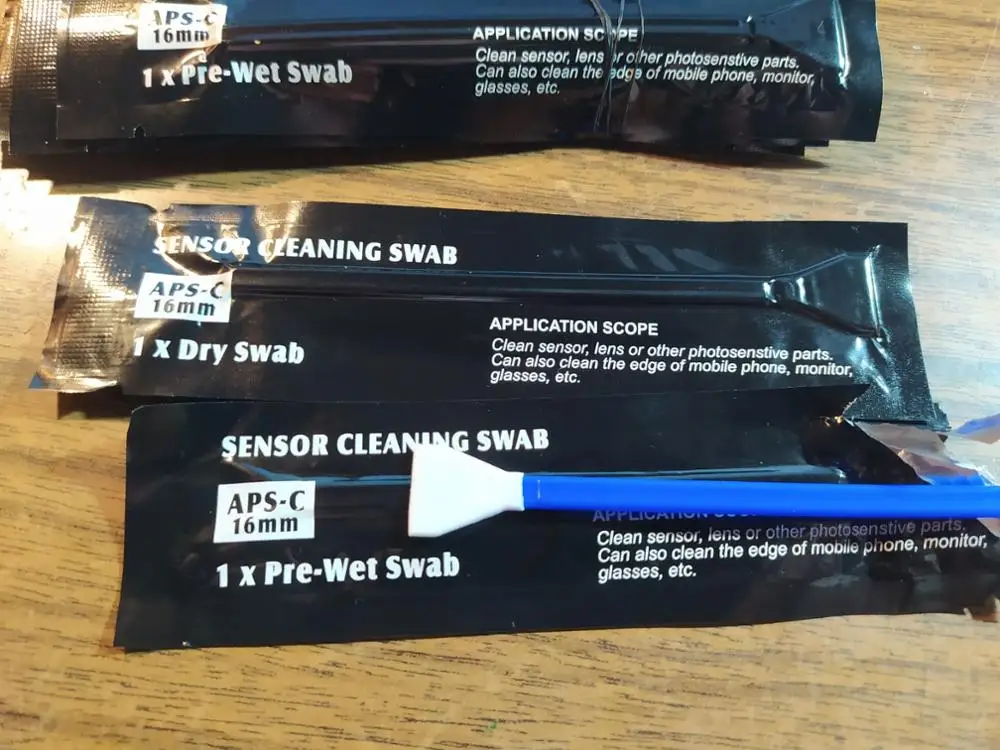 APS-C
16mm
1 x Pre-Wet Swab
APPLICATION SCOPE
Clean sensor, lens or other photosenstive parts.
Can also clean the edge of mobile phone, monitor,
glasses, etc.
SENSOR CLEANING SWAB
APS-C
16mm
1 x Dry Swab
APPLICATION SCOPE
Clean sensor, lens or other photosenstive parts.
Can also clean the edge of mobile phone, monitor,
glasses, etc.
SENSOR CLEANING SWAB
APS-C
16mm
1 x Pre-Wet Swab
APPLICATION SCOPE
Clean sensor, lens or other photosenstive parts.
Can also clean the edge of mobile phone, monitor,
glasses, etc.